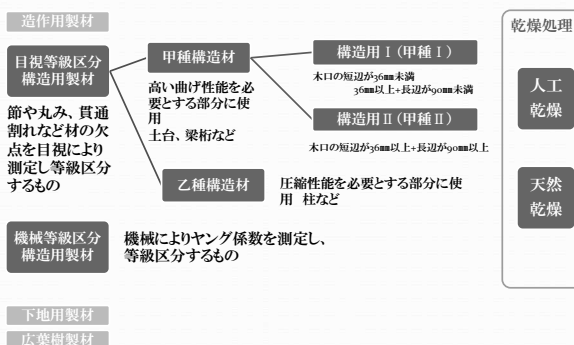 造作用製材
目視等級区分
構造用製材
節や丸み、貫通
割れなど材の欠
点を目視により
測定し等級区分
するもの
甲種構造材
高い曲げ性能を必
要とする部分に使
用
土台、梁桁など
構造用Ⅰ(甲種Ⅰ)
木口の短辺が36㎜未満
36㎜以上+長辺が90㎜未満
構造用Ⅱ(甲種Ⅱ)
木口の短辺が36㎜以上+長辺が90㎜以上
乙種構造材
圧縮性能を必要とする部分に使
用 柱など
機械等級区分
構造用製材
機械によりヤング係数を測定し、
等級区分するもの
下地用製材
広葉樹製材
乾燥処理
人工
乾燥
天然
乾燥